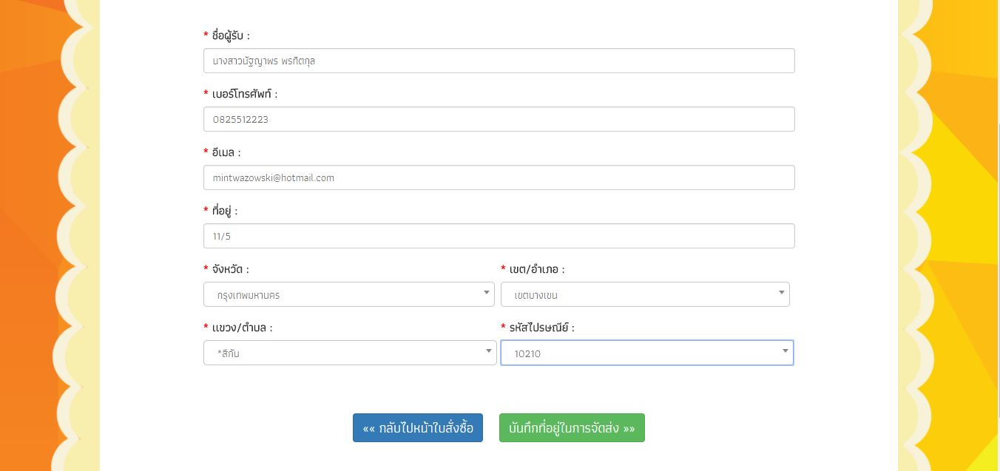 * ชื่อผู้รับ :
นางสาวนัฐญาพร พรทิตกุล
* เบอร์โทรศัพท์ :
0825512223
* อีเมล :
mintwazowski@hotmail.com
* ที่อยู่ :
11/5
* จังหวัด : * เขต/อำเภอ :
กรุงเทพมหานคร เขตบางเขน
* แขวง/ตำบล : * รหัสไปรษณีย์ :
*สีกัน 10210
«« กลับไปหน้าใบสั่งซื้อ บันทึกที่อยู่ในการจัดส่ง »»